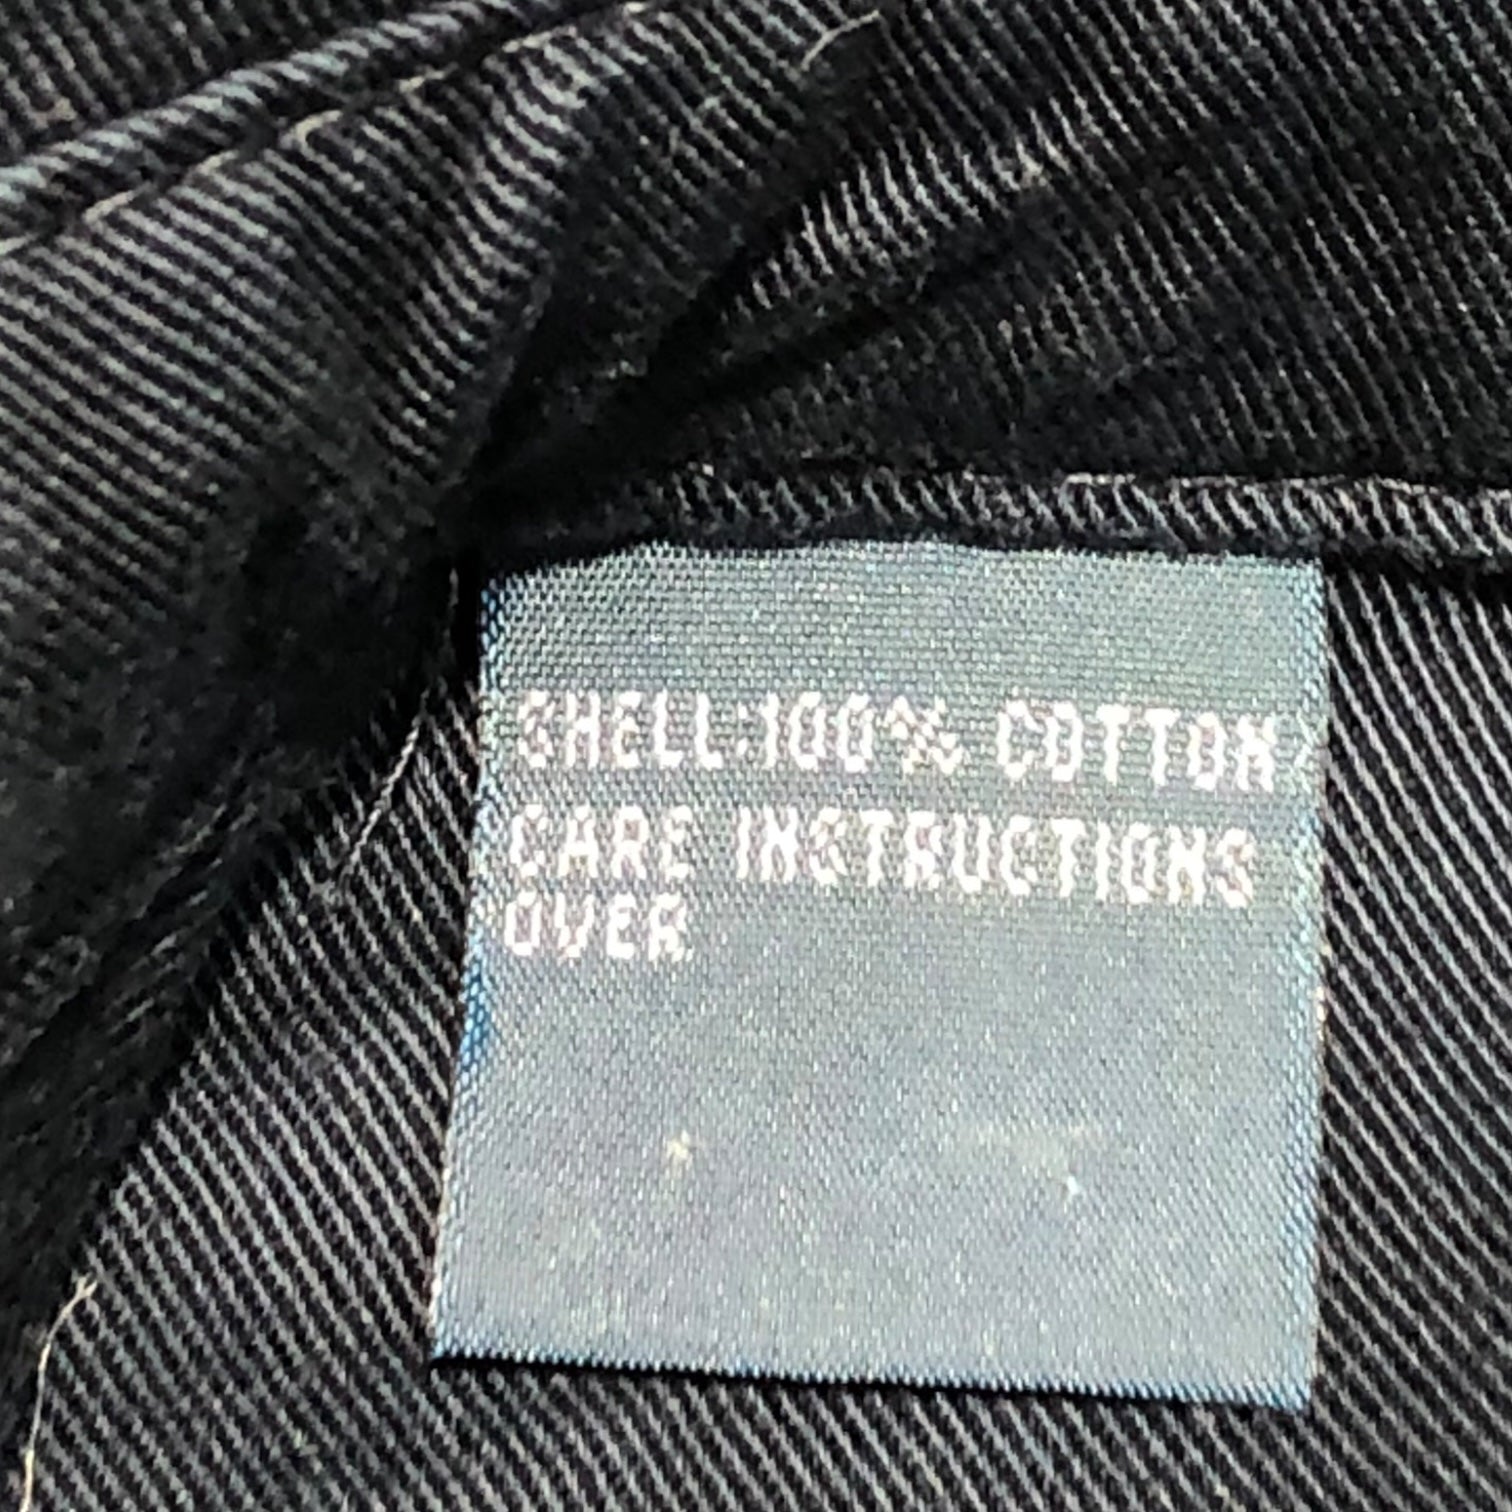 SHELL:100% COTTON
CARE INSTRUCTIONS
OVER